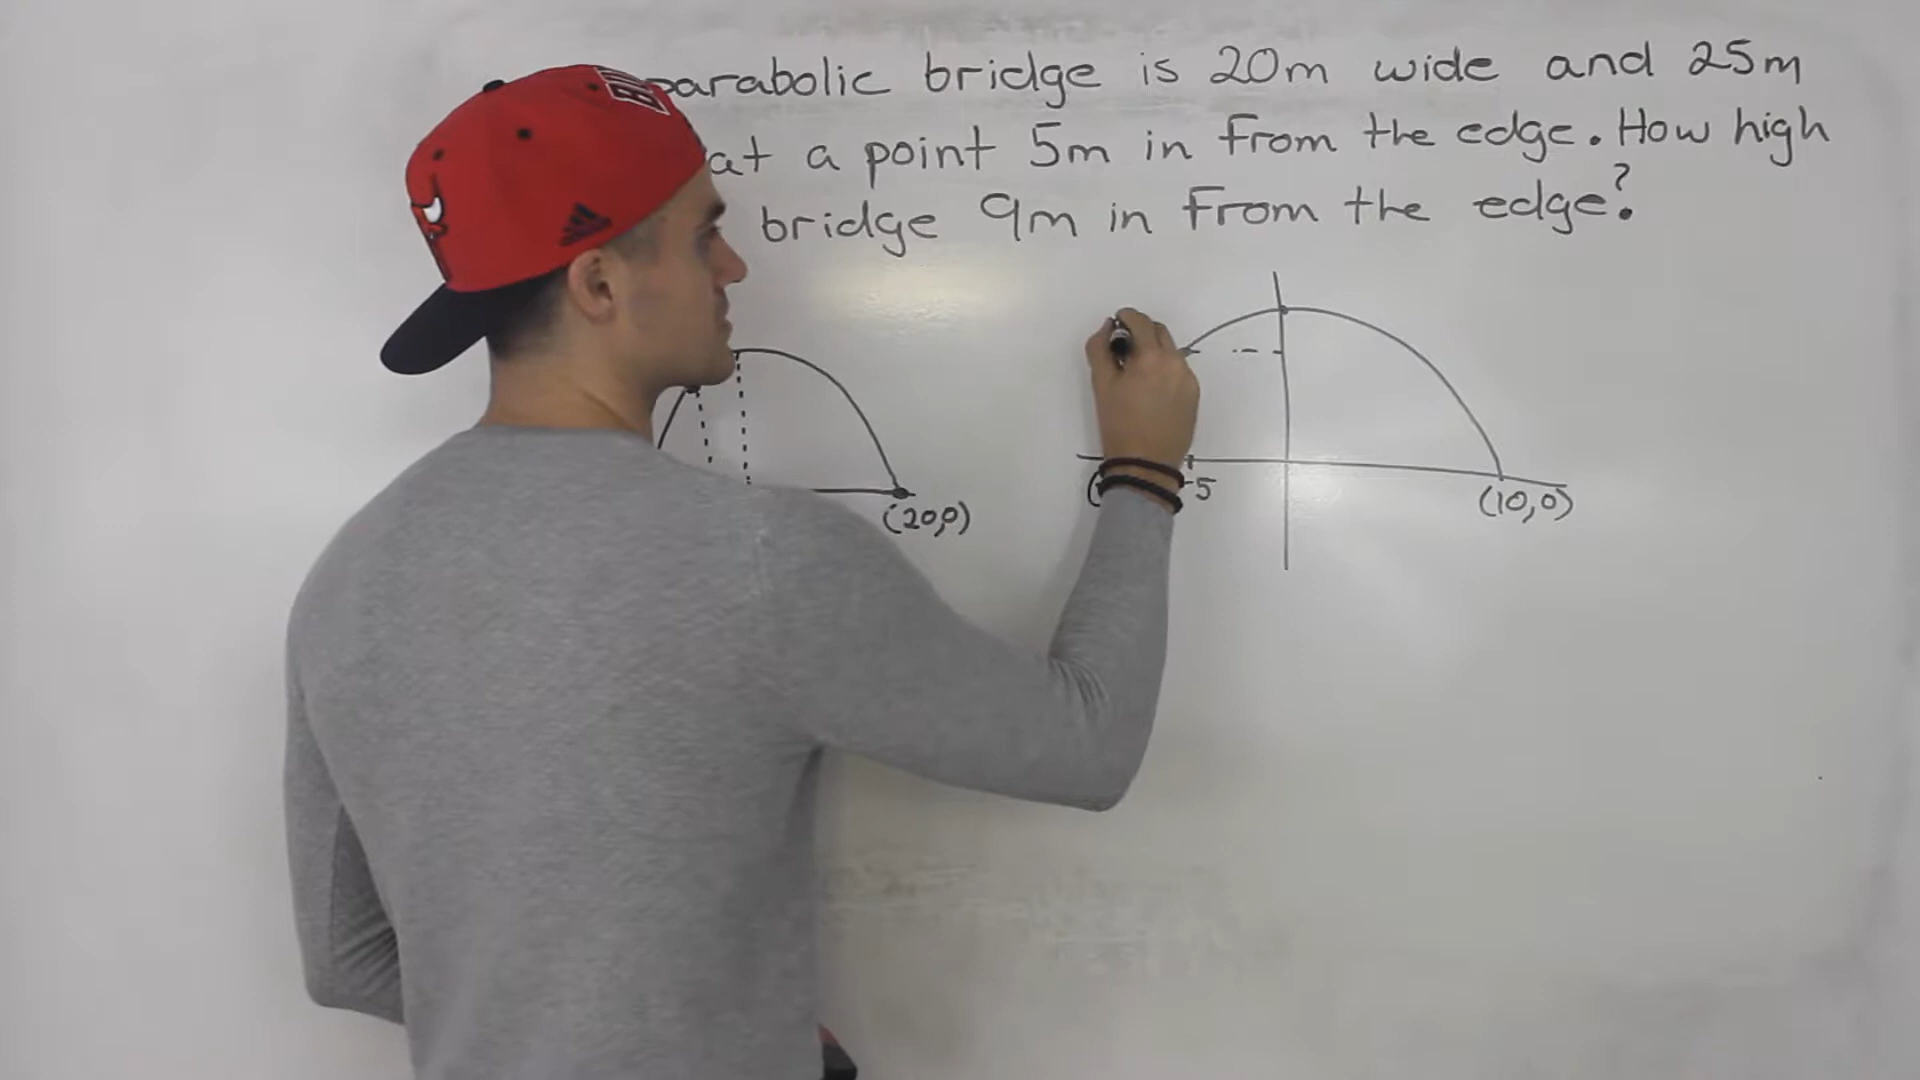 parabolic bridge is 20m wide and 25m
at a point 5m in from the edge. How high
bridge 9m in from the edge?
(20,0)
-5
(10,0)